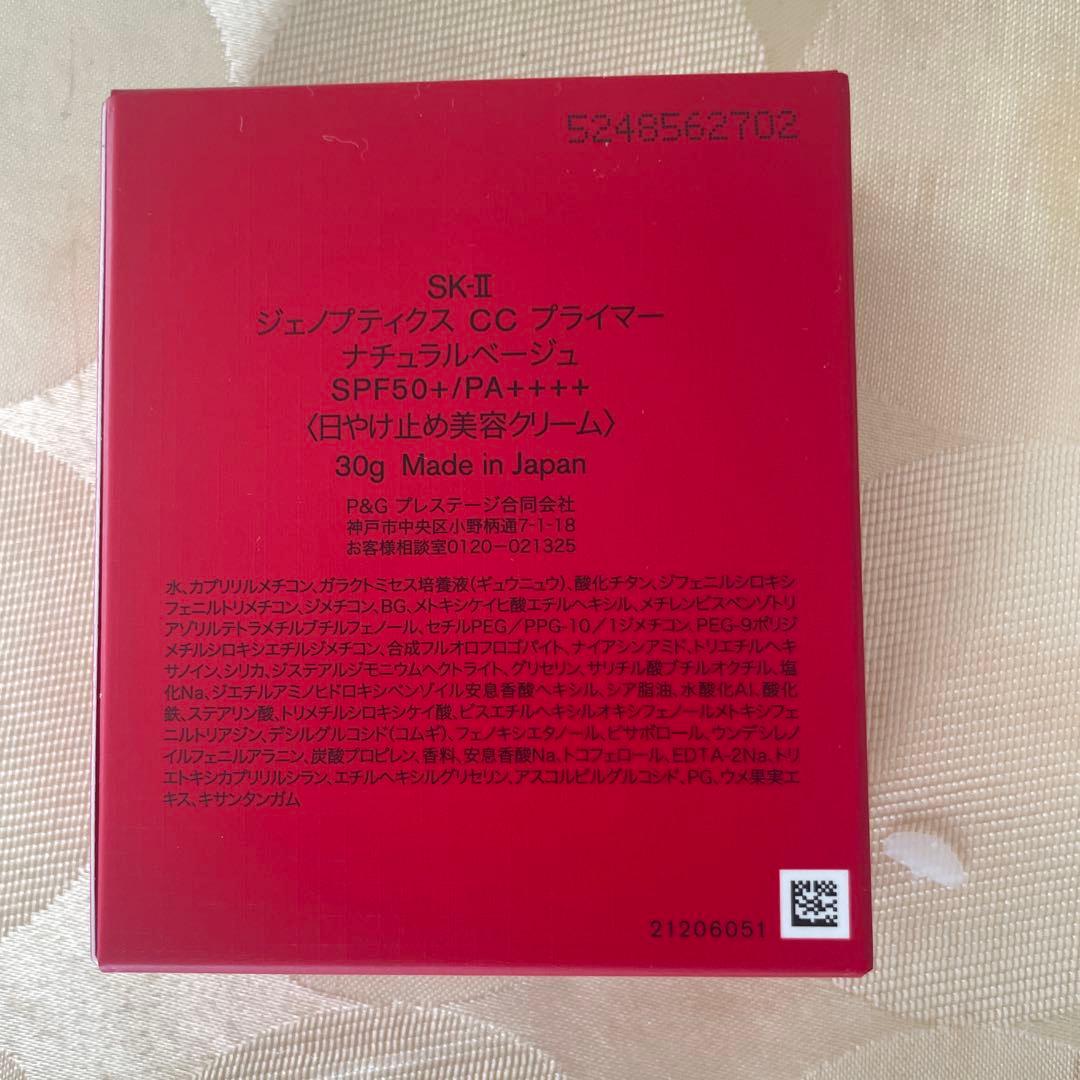 5248562702
SK-Ⅱ
ジェノプティクス CC プライマー
ナチュラルベージュ
SPF50+/PA++++
〈日やけ止め美容クリーム〉
30g Made in Japan
P&G プレステージ合同会社
神戸市中央区小野柄通7-1-18
お客様相談室0120-021325
水、カプリリルメチコン、ガラクトミセス培養液(ギュウニュウ)、酸化チタン、ジフェニルシロキシ
フェニルトリメチコン、ジメチコン、BG、メトキシケイヒ酸エチルヘキシル、メチレンビスベンゾトリ
アゾリルテトラメチルブチルフェノール、セチルPEG/PPG-10/1ジメチコン、PEG-9ポリジ
メチルシロキシエチルジメチコン、合成フルオロフロゴパイト、ナイアシンアミド、トリエチルヘキ
サノイン、シリカ、ジステアルジモニウムヘクトライト、グリセリン、サリチル酸ブチルオクチル、塩
化Na、ジエチルアミノヒドロキシベンゾイル安息香酸ヘキシル、シア脂油、水酸化Al、酸化
鉄、ステアリン酸、トリメチルシロキシケイ酸、ビスエチルヘキシルオキシフェノールメトキシフェ
ニルトリアジン、デシルグルコシド(コムギ)、フェノキシエタノール、ビサボロール、ウンデシレノ
イルフェニルアラニン、炭酸プロピレン、香料、安息香酸Na、トコフェロール、EDTA-2Na、トリ
エトキシカプリリルシラン、エチルヘキシルグリセリン、アスコルビルグルコシド、PG、ウメ果実エ
キス、キサンタンガム
21206051